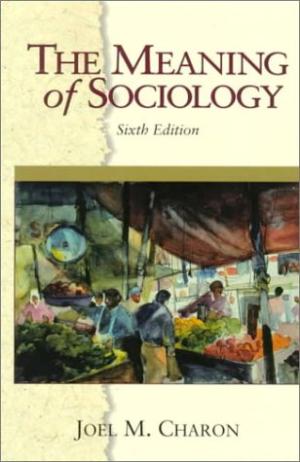 THE MEANING
of SOCIOLOGY
Sixth Edition
JOEL M. CHARON